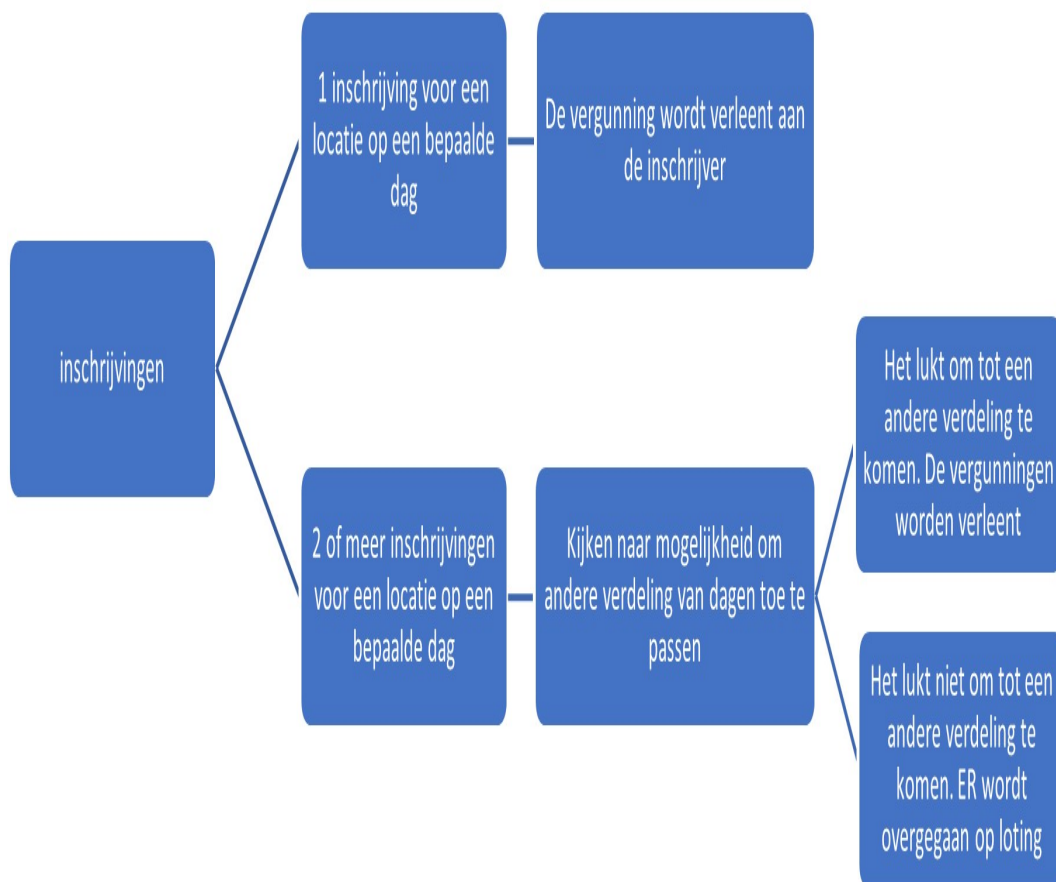 inschrijvingen
1 inschrijving voor een
locatie op een bepaalde
dag
De vergunning wordt verleent aan
de inschrijver
2 of meer inschrijvingen
voor een locatie op een
bepaalde dag
Kijken naar mogelijkheid om
andere verdeling van dagen toe te
passen
Het lukt om tot een
andere verdeling te
komen. De vergunningen
worden verleent
Het lukt niet om tot een
andere verdeling te
komen. ER wordt
overgegaan op loting